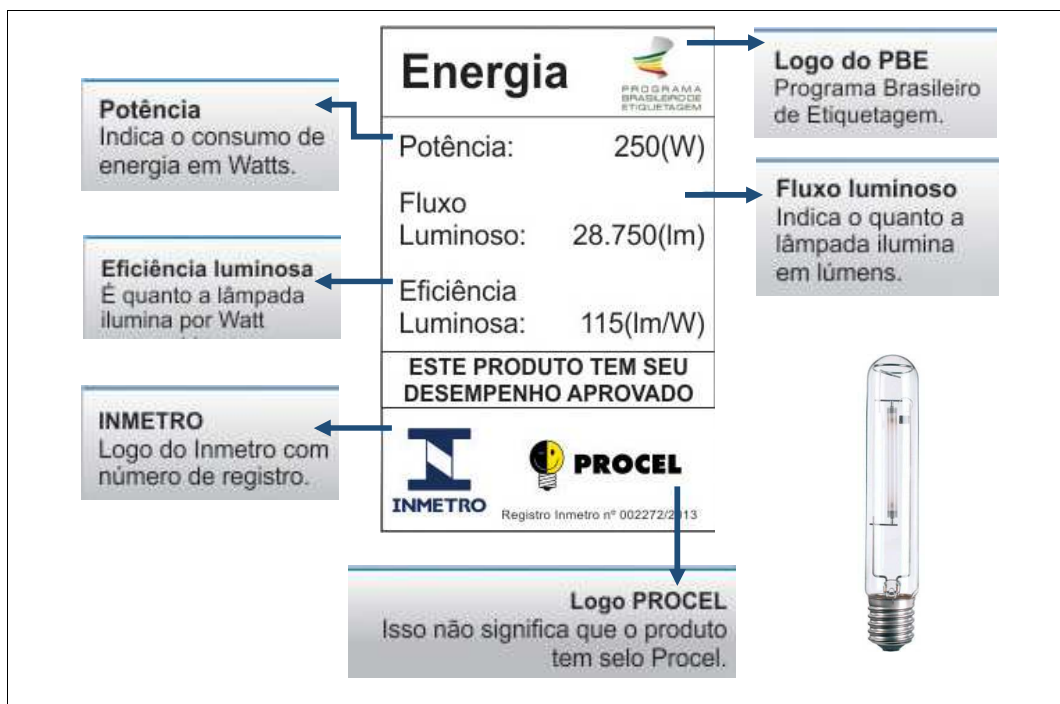 Energia
PROGRAMA
BRASILEIRO DE
ETIQUETAGEM
Potência: 250(W)
Fluxo
Luminoso: 28.750(lm)
Eficiência
Luminosa: 115(lm/W)
ESTE PRODUTO TEM SEU
DESEMPENHO APROVADO
INMETRO
PROCEL
Registro Inmetro nº 002272/2013
Potência
Indica o consumo de
energia em Watts.
Eficiência luminosa
É quanto a lâmpada
ilumina por Watt
INMETRO
Logo do Inmetro com
número de registro.
Logo do PBE
Programa Brasileiro
de Etiquetagem.
Fluxo luminoso
Indica o quanto a
lâmpada ilumina
em lúmens.
Logo PROCEL
Isso não significa que o produto
tem selo Procel.